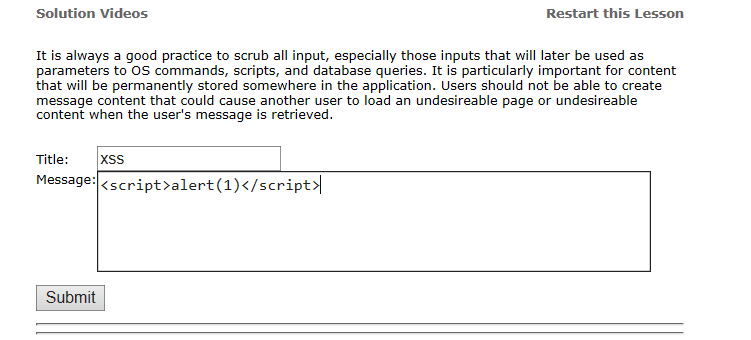 Solution Videos Restart this Lesson
It is always a good practice to scrub all input, especially those inputs that will later be used as
parameters to OS commands, scripts, and database queries. It is particularly important for content
that will be permanently stored somewhere in the application. Users should not be able to create
message content that could cause another user to load an undesireable page or undesireable
content when the user's message is retrieved.
Title: XSS
Message: <script>alert(1)</script>
Submit